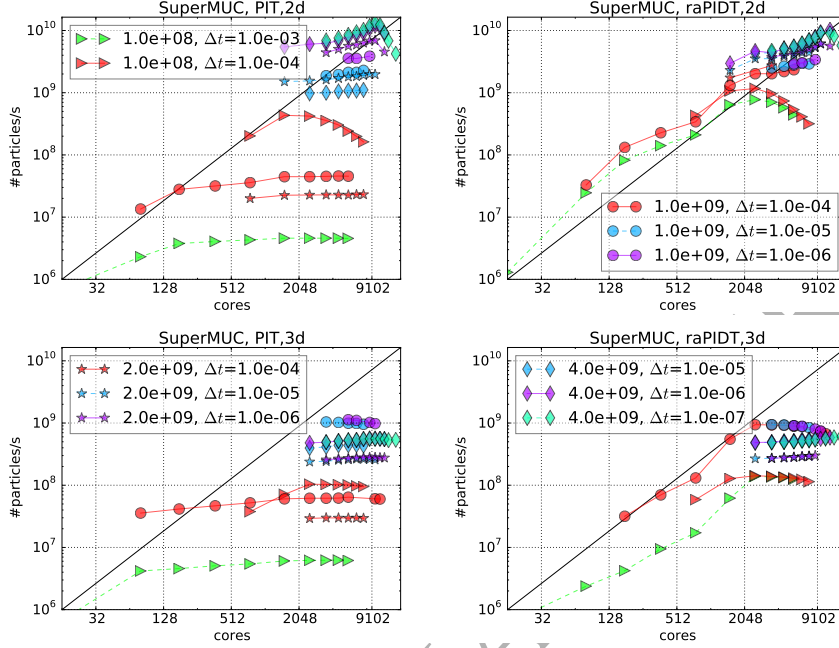 SuperMUC, PIT,2d
10^10
10^9
10^8
10^7
10^6
#particles/s
1.0e+08, Δt=1.0e-03
1.0e+08, Δt=1.0e-04
32 128 512 2048 9102
cores
SuperMUC, raPIDT,2d
10^10
10^9
10^8
10^7
10^6
#particles/s
1.0e+09, Δt=1.0e-04
1.0e+09, Δt=1.0e-05
1.0e+09, Δt=1.0e-06
32 128 512 2048 9102
cores
SuperMUC, PIT,3d
10^10
10^9
10^8
10^7
10^6
#particles/s
2.0e+09, Δt=1.0e-04
2.0e+09, Δt=1.0e-05
2.0e+09, Δt=1.0e-06
32 128 512 2048 9102
cores
SuperMUC, raPIDT,3d
10^10
10^9
10^8
10^7
10^6
#particles/s
4.0e+09, Δt=1.0e-05
4.0e+09, Δt=1.0e-06
4.0e+09, Δt=1.0e-07
32 128 512 2048 9102
cores